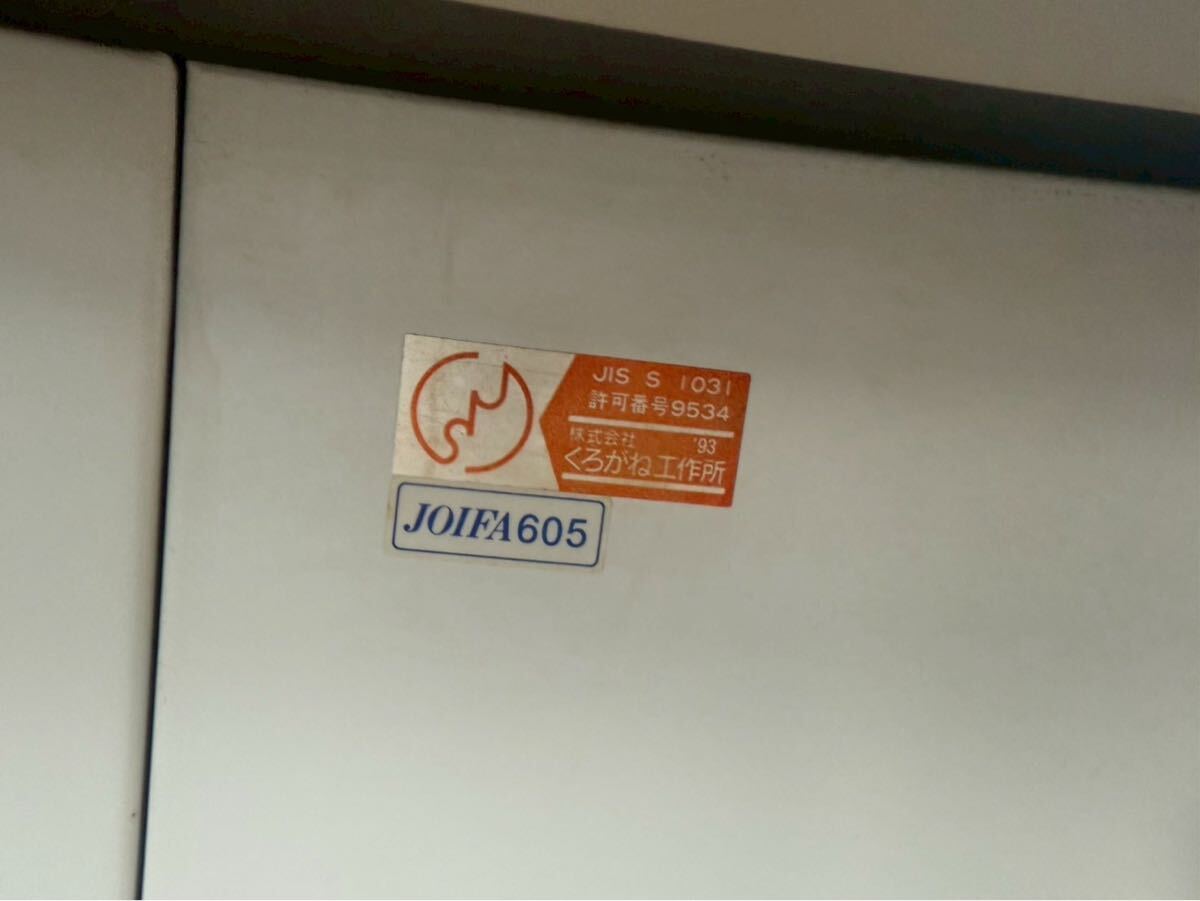 JIS S 1031
許可番号9534
株式会社 '93
くろがね工作所
JOIFA605